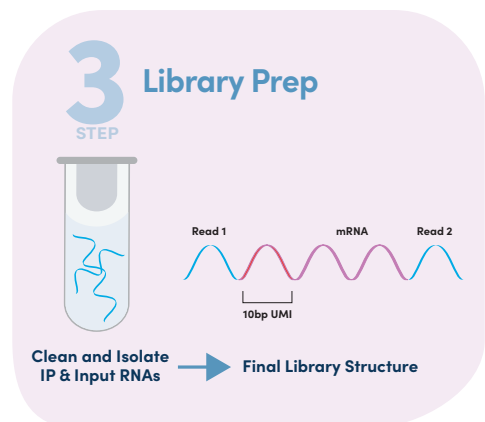 3
STEP
Library Prep
Read 1
mRNA
Read 2
10bp UMI
Clean and Isolate
IP & Input RNAs
Final Library Structure